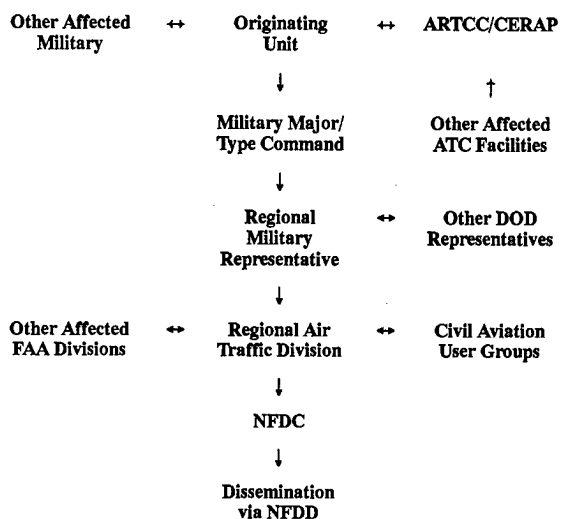 Other Affected
Military
↔
Originating
Unit
↔
ARTCC/CERAP
↓
↑
Military Major/
Type Command
Other Affected
ATC Facilities
↓
Regional
Military
Representative
↔
Other DOD
Representatives
↓
Other Affected
FAA Divisions
↔
Regional Air
Traffic Division
↔
Civil Aviation
User Groups
↓
NFDC
↓
Dissemination
via NFDD